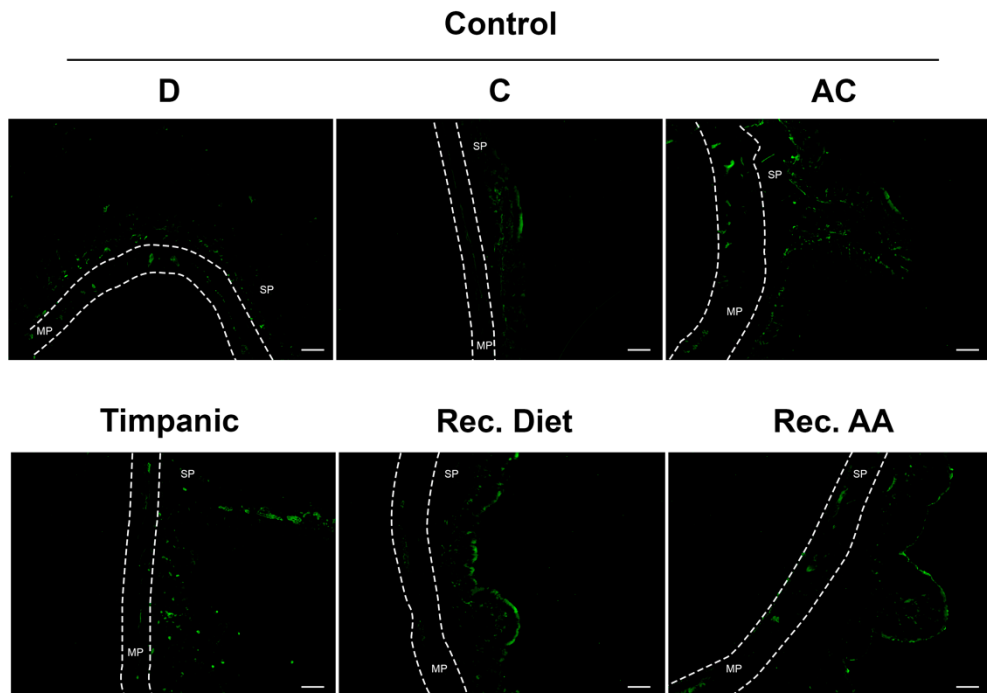 Control
D
C
AC
SP
MP
SP
MP
SP
MP
Timpanic
Rec. Diet
Rec. AA
SP
MP
SP
MP
SP
MP